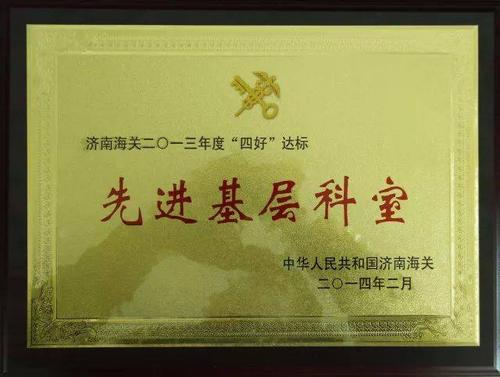 济南海关二〇一三年度“四好”达标
先进基层科室
中华人民共和国济南海关
二〇一四年二月